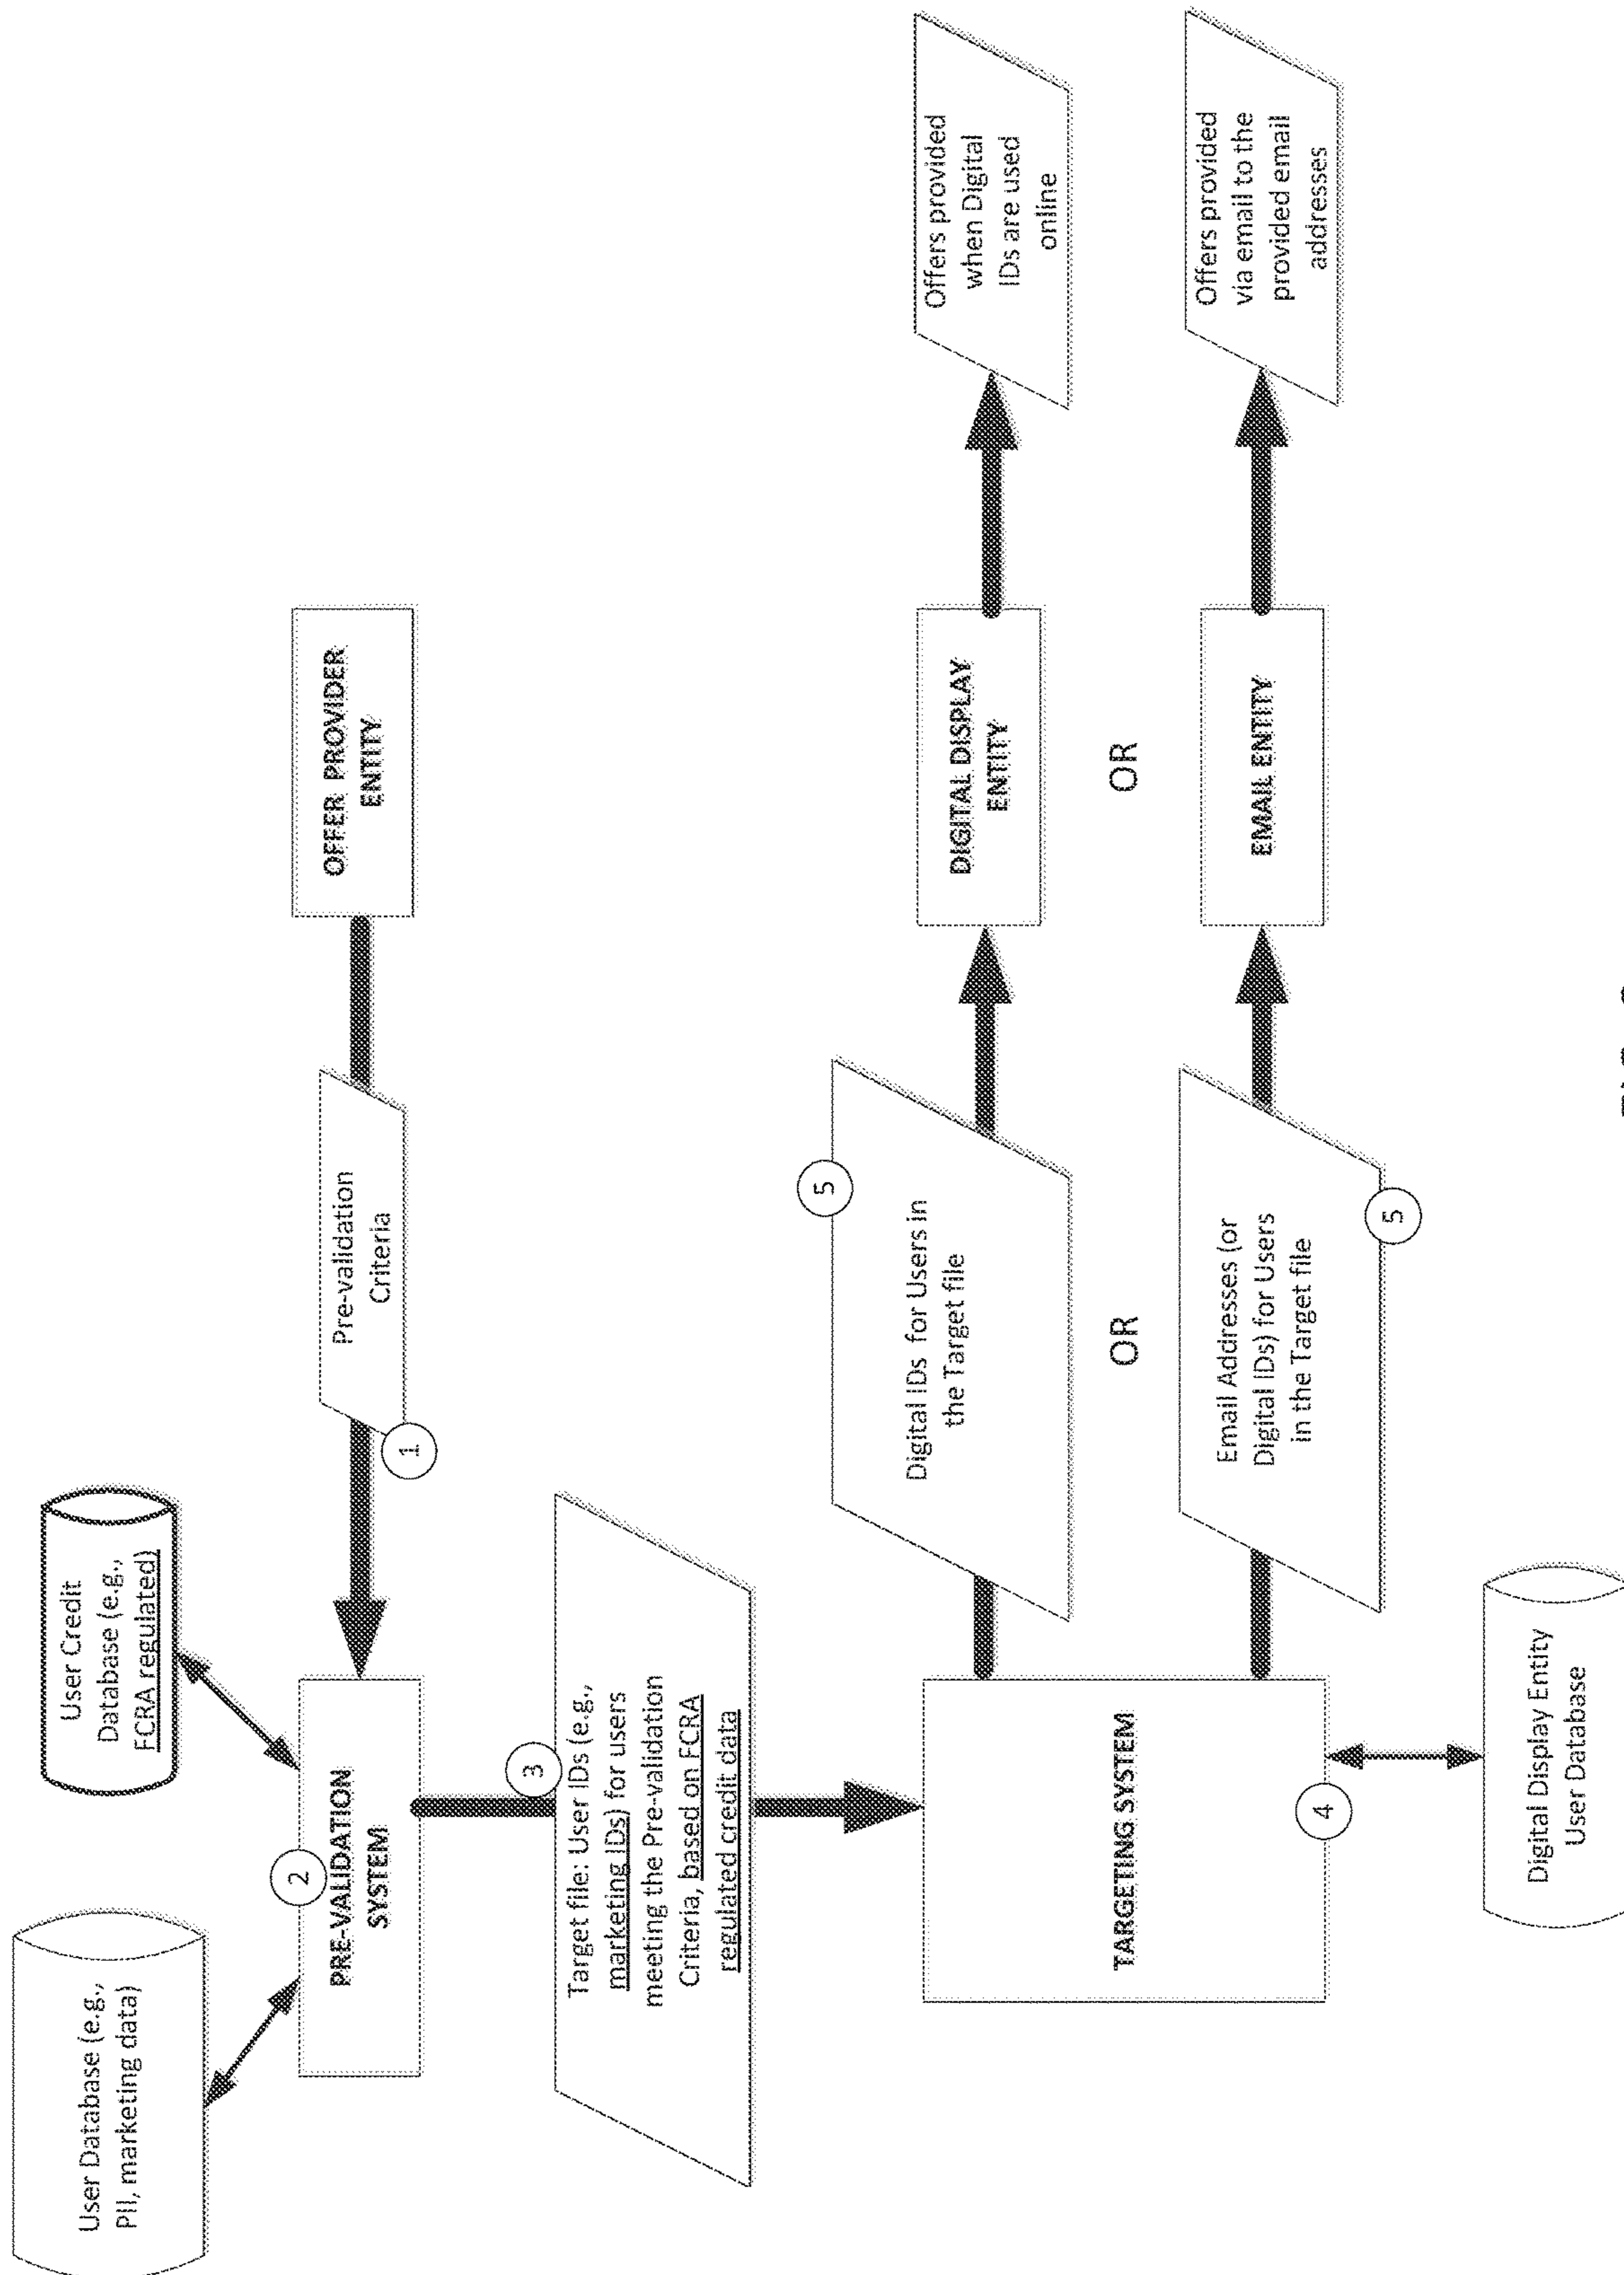 User Database (e.g.,
PII, marketing data)
User Credit
Database (e.g.,
FCRA regulated)
2
PRE-VALIDATION
SYSTEM
1
Pre-validation
Criteria
OFFER PROVIDER
ENTITY
3
Target file: User IDs (e.g.,
marketing IDs) for users
meeting the Pre-validation
Criteria, based on FCRA
regulated credit data
5
Digital IDs for Users in
the Target file
DIGITAL DISPLAY
ENTITY
Offers provided
when Digital
IDs are used
online
TARGETING SYSTEM
OR
OR
4
Email Addresses (or
Digital IDs) for Users
in the Target file
5
EMAIL ENTITY
Offers provided
via email to the
provided email
addresses
Digital Display Entity
User Database